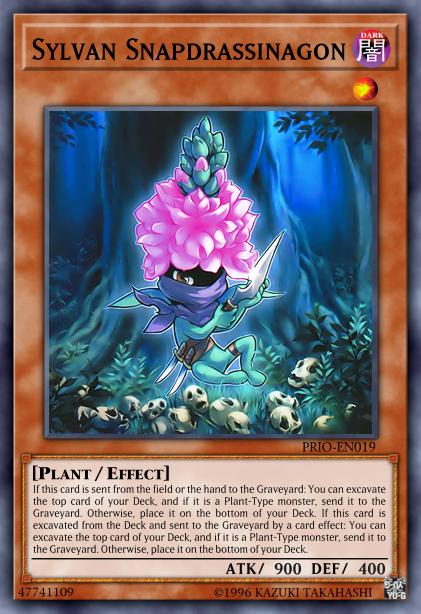 SYLVAN SNAPDRASSINAGON
DARK
闇
PRIO-EN019
[PLANT / EFFECT]
If this card is sent from the field or the hand to the Graveyard: You can excavate
the top card of your Deck, and if it is a Plant-Type monster, send it to the
Graveyard. Otherwise, place it on the bottom of your Deck. If this card is
excavated from the Deck and sent to the Graveyard by a card effect: You can
excavate the top card of your Deck, and if it is a Plant-Type monster, send it to
the Graveyard. Otherwise, place it on the bottom of your Deck.
ATK/ 900 DEF/ 400
47741109 ©1996 KAZUKI TAKAHASHI